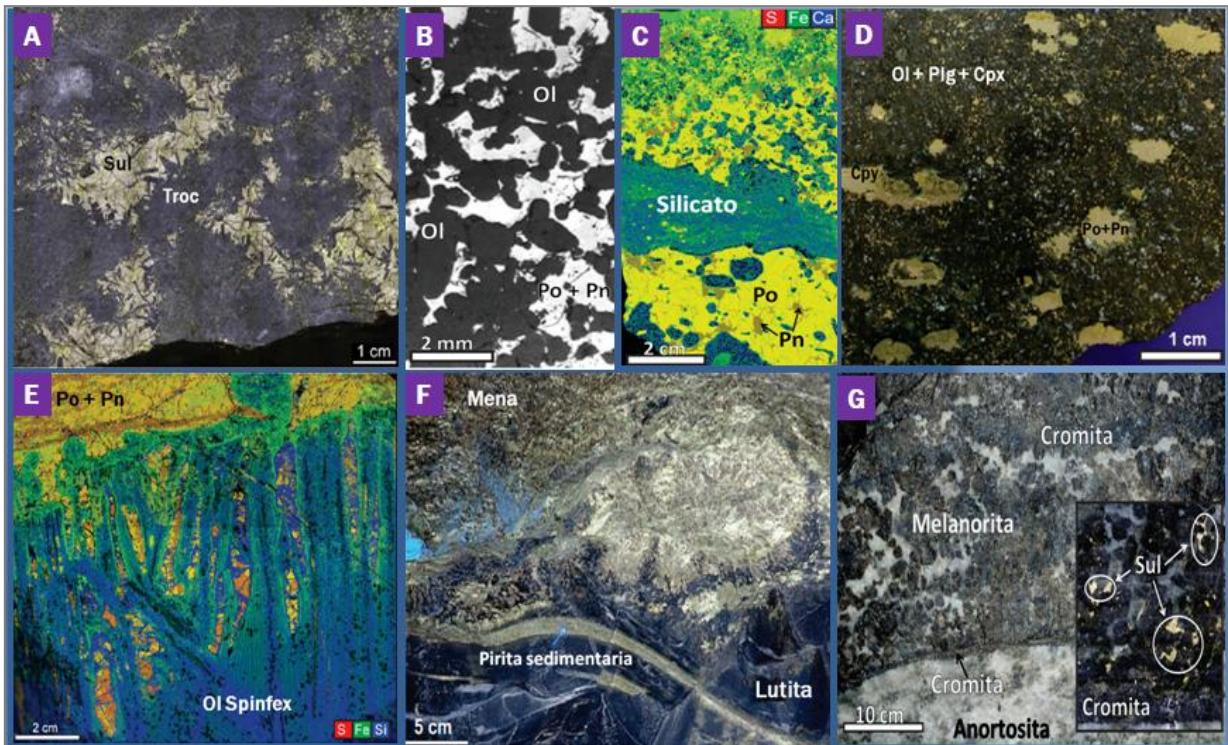 A
Sul
Troc
1 cm
B
Ol
Ol
Po + Pn
2 mm
C
S Fe Ca
Silicato
Po
Pn
2 cm
D
Ol + Plg + Cpx
Cpy
Po+Pn
1 cm
E
Po + Pn
Ol Spinfex
2 cm
S Fe Si
F
Mena
Pirita sedimentaria
Lutita
5 cm
G
Cromita
Melanorita
Sul
Cromita
Cromita
10 cm
Anortosita